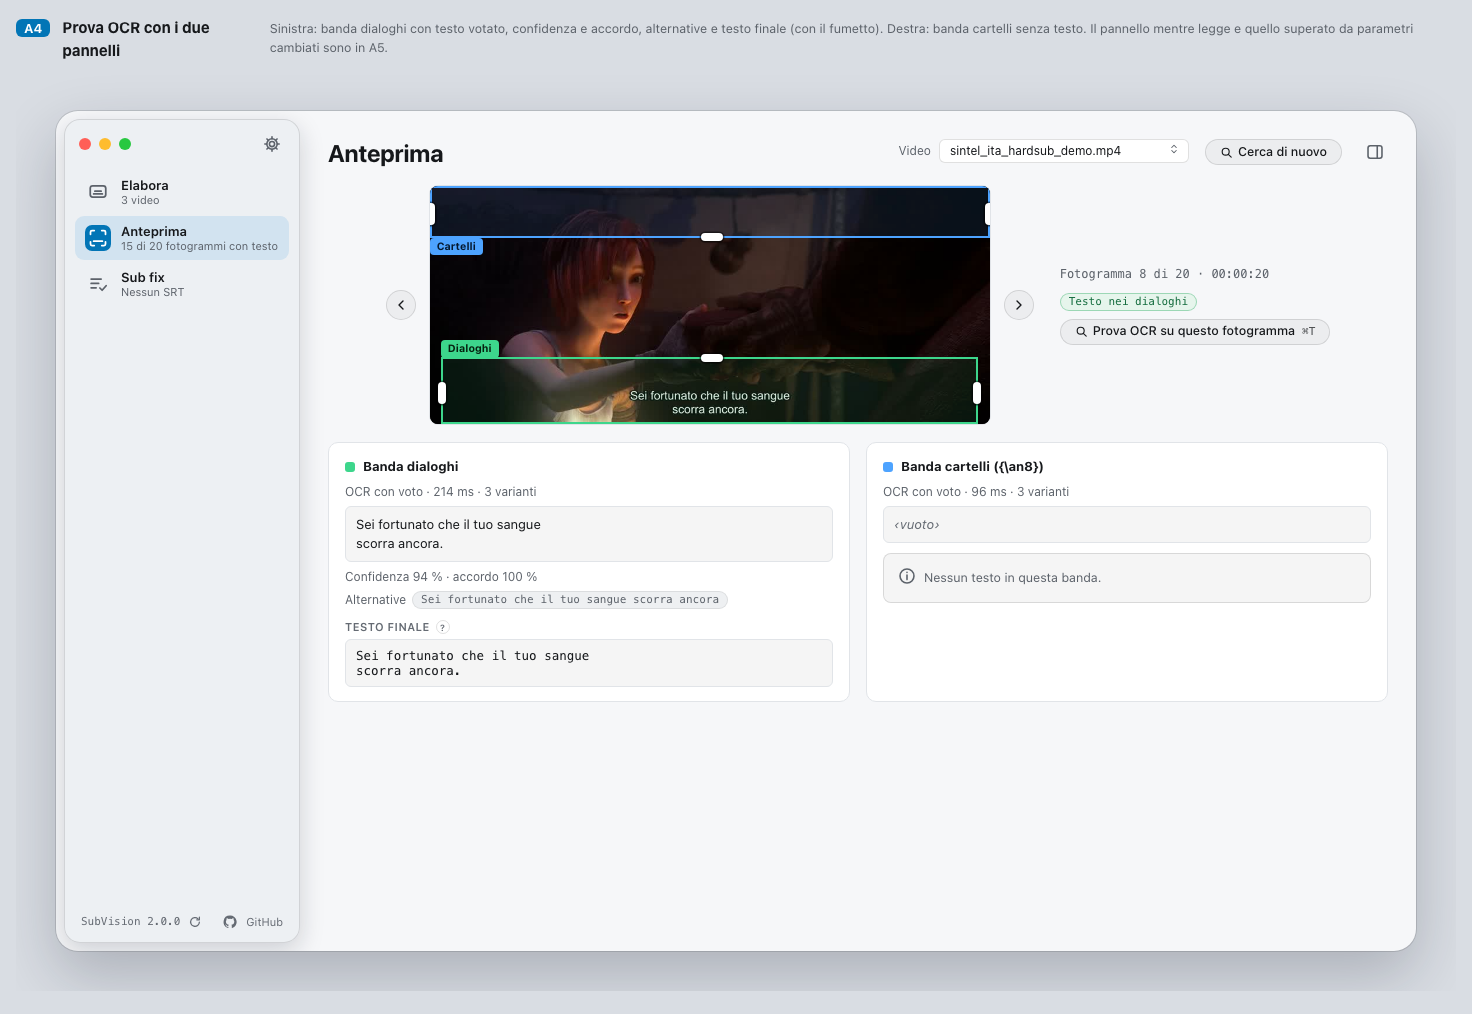 A4 Prova OCR con i due
pannelli
Sinistra: banda dialoghi con testo votato, confidenza e accordo, alternative e testo finale (con il fumetto). Destra: banda cartelli senza testo. Il pannello mentre legge e quello superato da parametri
cambiati sono in A5.
Elabora
3 video
Anteprima
15 di 20 fotogrammi con testo
Sub fix
Nessun SRT
SubVision 2.0.0 GitHub
Anteprima
Video sintel_ita_hardsub_demo.mp4 Cerca di nuovo
Cartelli
Dialoghi
Sei fortunato che il tuo sangue
scorra ancora.
Fotogramma 8 di 20 · 00:00:20
Testo nei dialoghi
Prova OCR su questo fotogramma ⌘T
Banda dialoghi
OCR con voto · 214 ms · 3 varianti
Sei fortunato che il tuo sangue
scorra ancora.
Confidenza 94 % · accordo 100 %
Alternative Sei fortunato che il tuo sangue scorra ancora
TESTO FINALE ?
Sei fortunato che il tuo sangue
scorra ancora.
Banda cartelli ({\an8})
OCR con voto · 96 ms · 3 varianti
‹vuoto›
Nessun testo in questa banda.